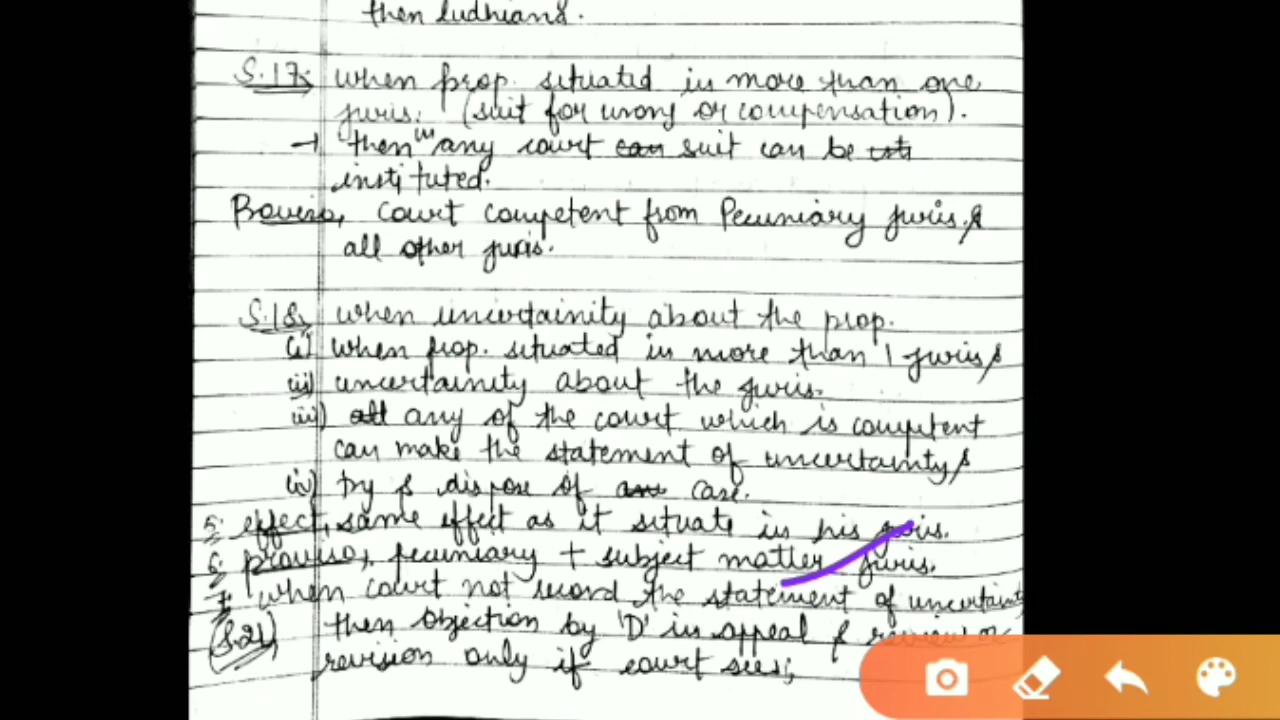 then ludhiana.
S.17:- when prop. situated in more than one
juris. (suit for wrong or compensation).
→ then in any court can suit can be
instituted.
Proviso, court competent from Pecuniary juris. &
all other juris.
S.18, when uncertainity about the prop.
(i) when prop. situated in more than 1 juris &
(ii) uncertainity about the juris.
(iii) all any of the court which is competent
can make the statement of uncertainty &
(iv) try & dispose of case.
5. effect, same effect as it situate in his juris.
6. proviso, pecuniary + subject matter juris.
7. when court not record the statement of uncertainty
(S.21) then objection by 'D' in appeal & review or
revision only if court sees;